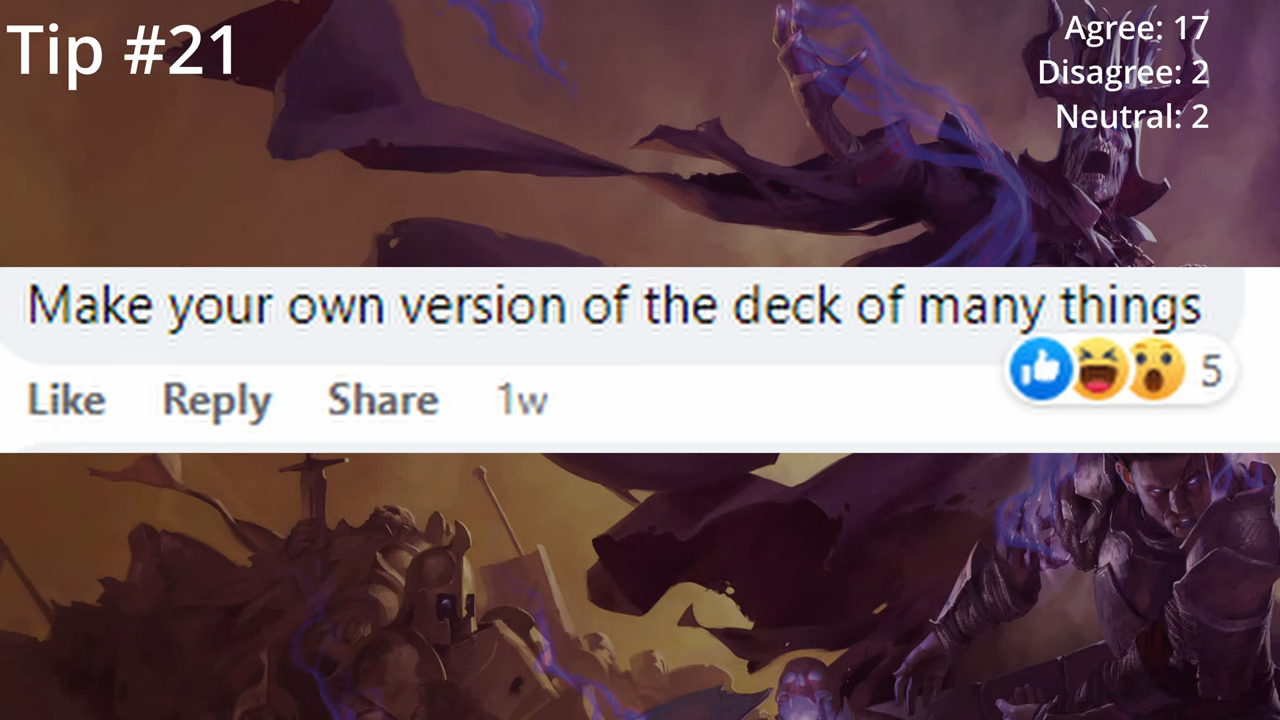 Tip #21
Agree: 17
Disagree: 2
Neutral: 2
Make your own version of the deck of many things
5
Like Reply Share 1w